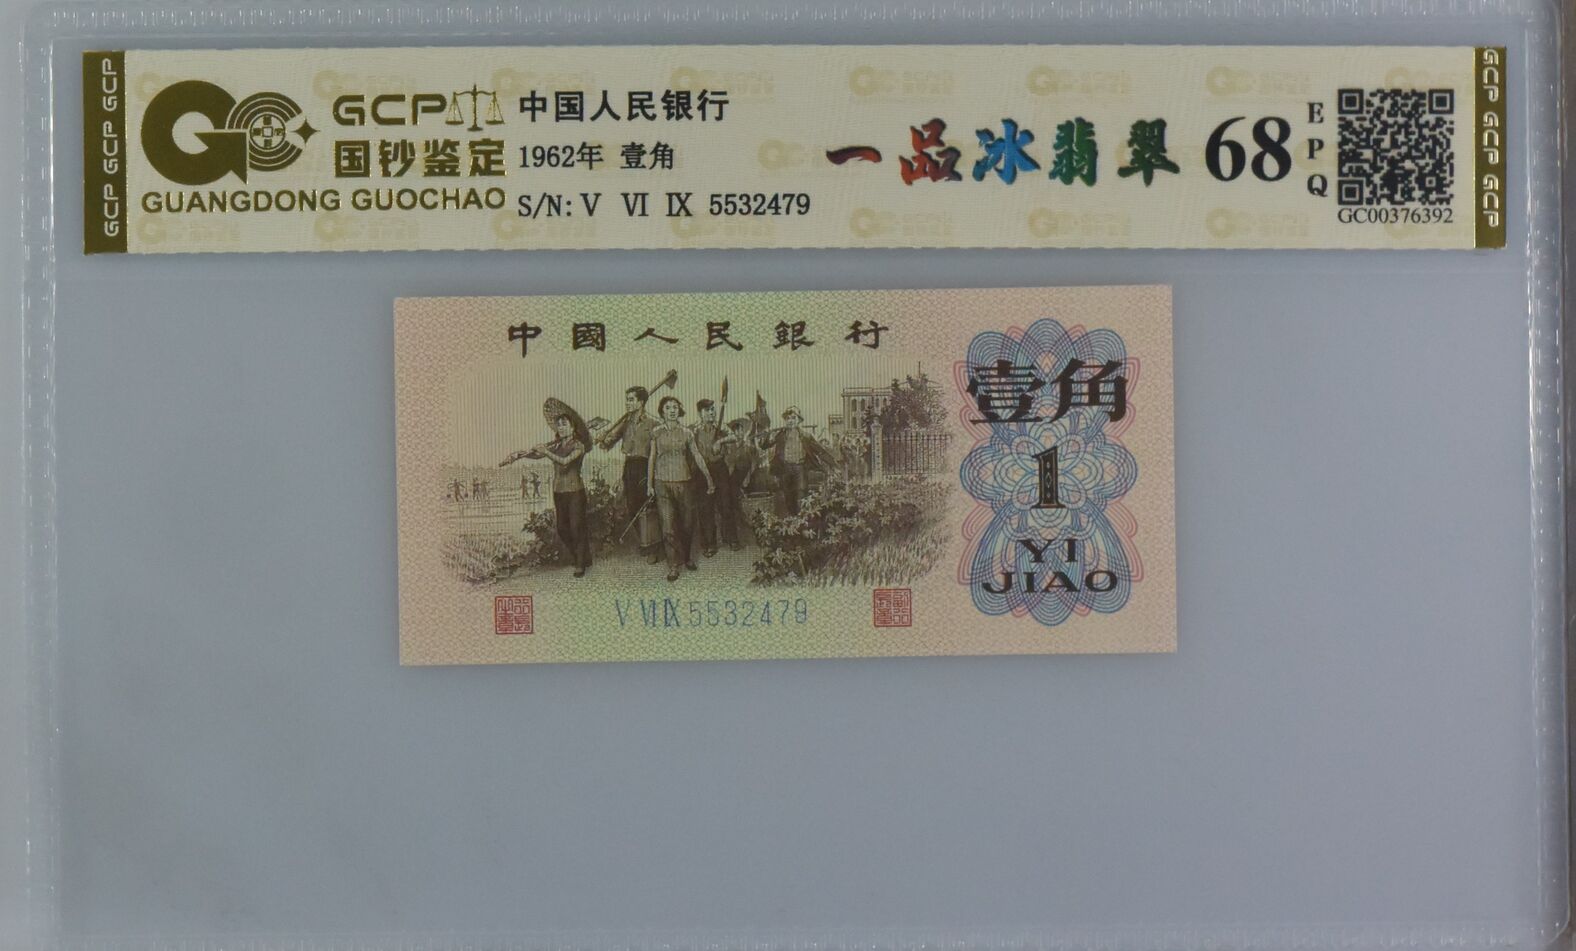 GCP GCP GCP
GCP
国钞鉴定
GUANGDONG GUOCHAO
中国人民银行
1962年 壹角
S/N: V VI IX 5532479
一品冰翡翠
68
EPQ
GC00376392
GCP GCP GCP
中國人民銀行
壹角
1
YI
JIAO
V VI IX 5532479